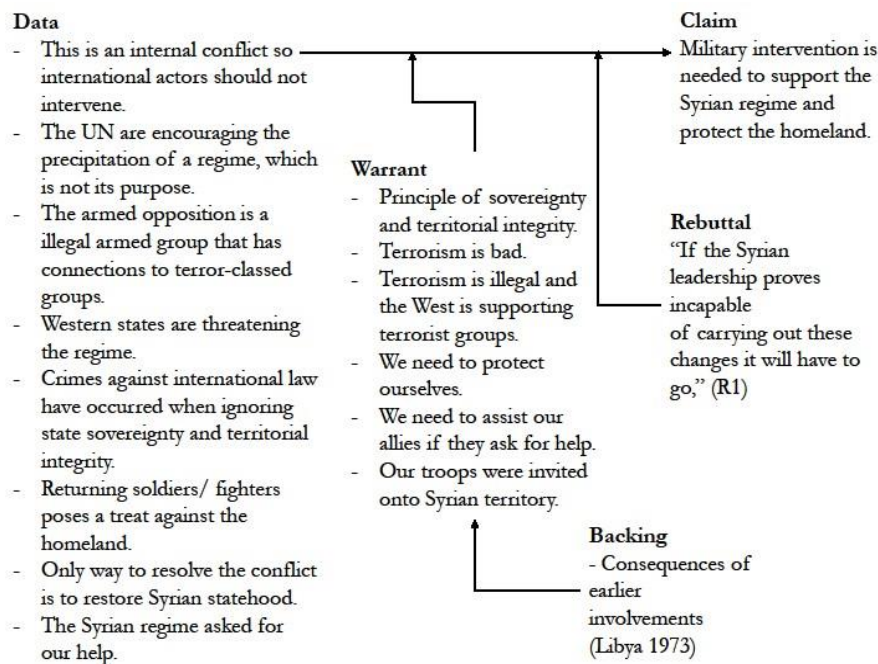 Data
- This is an internal conflict so
international actors should not
intervene.
- The UN are encouraging the
precipitation of a regime, which
is not its purpose.
- The armed opposition is a
illegal armed group that has
connections to terror-classed
groups.
- Western states are threatening
the regime.
- Crimes against international law
have occurred when ignoring
state sovereignty and territorial
integrity.
- Returning soldiers/ fighters
poses a treat against the
homeland.
- Only way to resolve the conflict
is to restore Syrian statehood.
- The Syrian regime asked for
our help.
Warrant
- Principle of sovereignty
and territorial integrity.
- Terrorism is bad.
- Terrorism is illegal and
the West is supporting
terrorist groups.
- We need to protect
ourselves.
- We need to assist our
allies if they ask for help.
- Our troops were invited
onto Syrian territory.
Backing
- Consequences of
earlier
involvements
(Libya 1973)
Claim
Military intervention is
needed to support the
Syrian regime and
protect the homeland.
Rebuttal
“If the Syrian
leadership proves
incapable
of carrying out these
changes it will have to
go,” (R1)